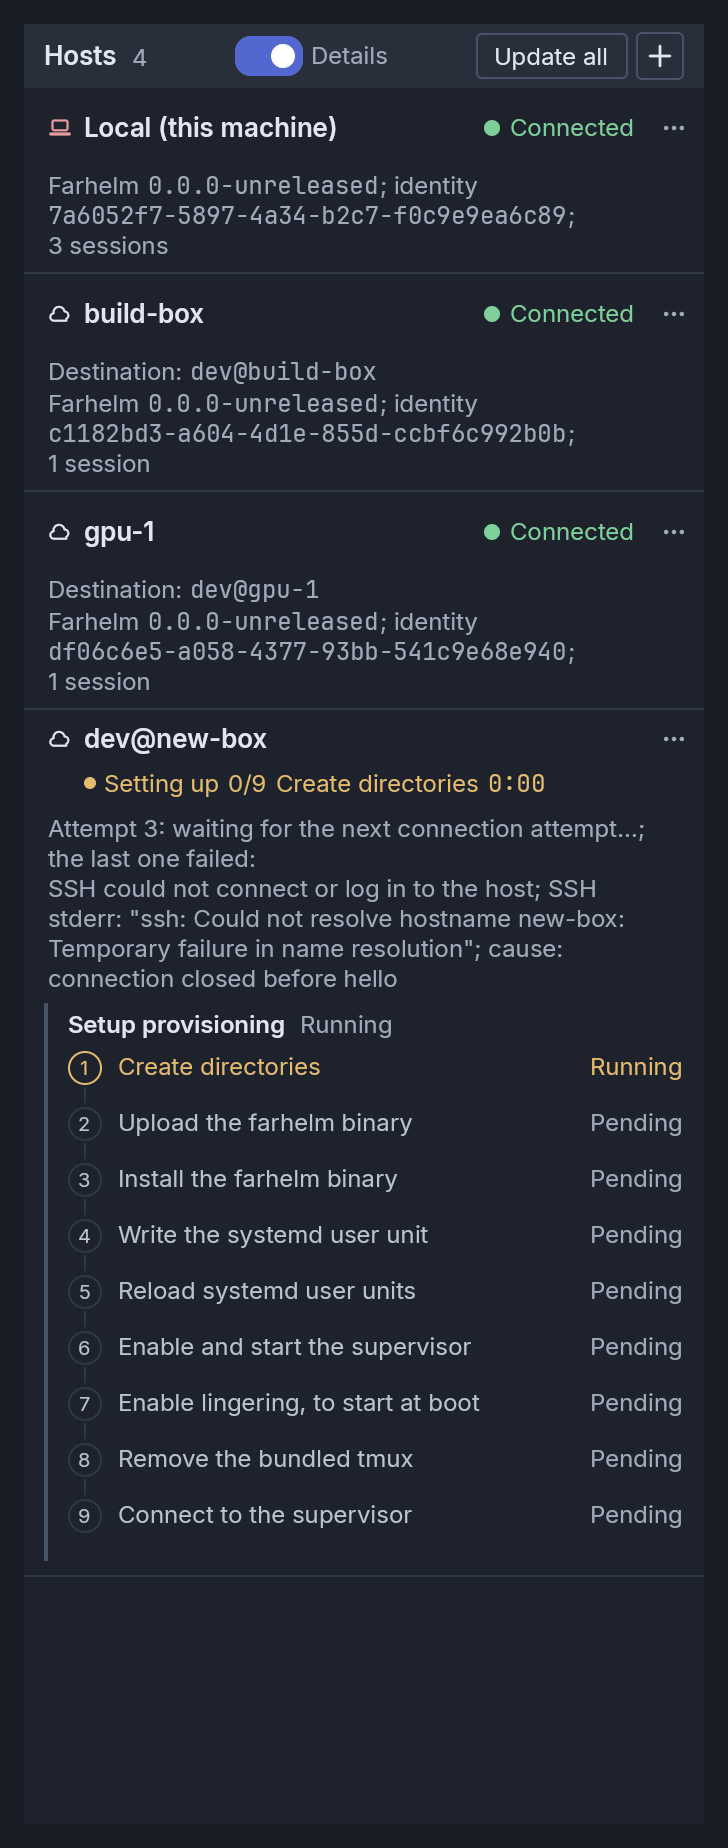 Hosts 4 Details Update all
Local (this machine) Connected
Farhelm 0.0.0-unreleased; identity
7a6052f7-5897-4a34-b2c7-f0c9e9ea6c89;
3 sessions
build-box Connected
Destination: dev@build-box
Farhelm 0.0.0-unreleased; identity
c1182bd3-a604-4d1e-855d-ccbf6c992b0b;
1 session
gpu-1 Connected
Destination: dev@gpu-1
Farhelm 0.0.0-unreleased; identity
df06c6e5-a058-4377-93bb-541c9e68e940;
1 session
dev@new-box
Setting up 0/9 Create directories 0:00
Attempt 3: waiting for the next connection attempt...;
the last one failed:
SSH could not connect or log in to the host; SSH
stderr: "ssh: Could not resolve hostname new-box:
Temporary failure in name resolution"; cause:
connection closed before hello
Setup provisioning Running
1 Create directories Running
2 Upload the farhelm binary Pending
3 Install the farhelm binary Pending
4 Write the systemd user unit Pending
5 Reload systemd user units Pending
6 Enable and start the supervisor Pending
7 Enable lingering, to start at boot Pending
8 Remove the bundled tmux Pending
9 Connect to the supervisor Pending